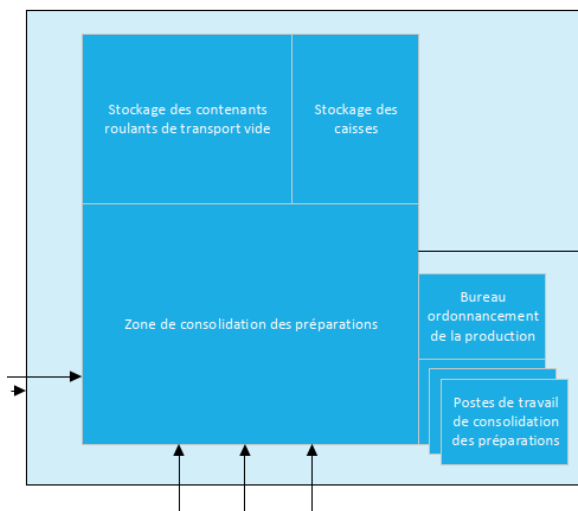 Stockage des contenants
roulants de transport vide
Stockage des
caisses
Zone de consolidation des préparations
Bureau
ordonnancement
de la production
Postes de travail
de consolidation
des préparations